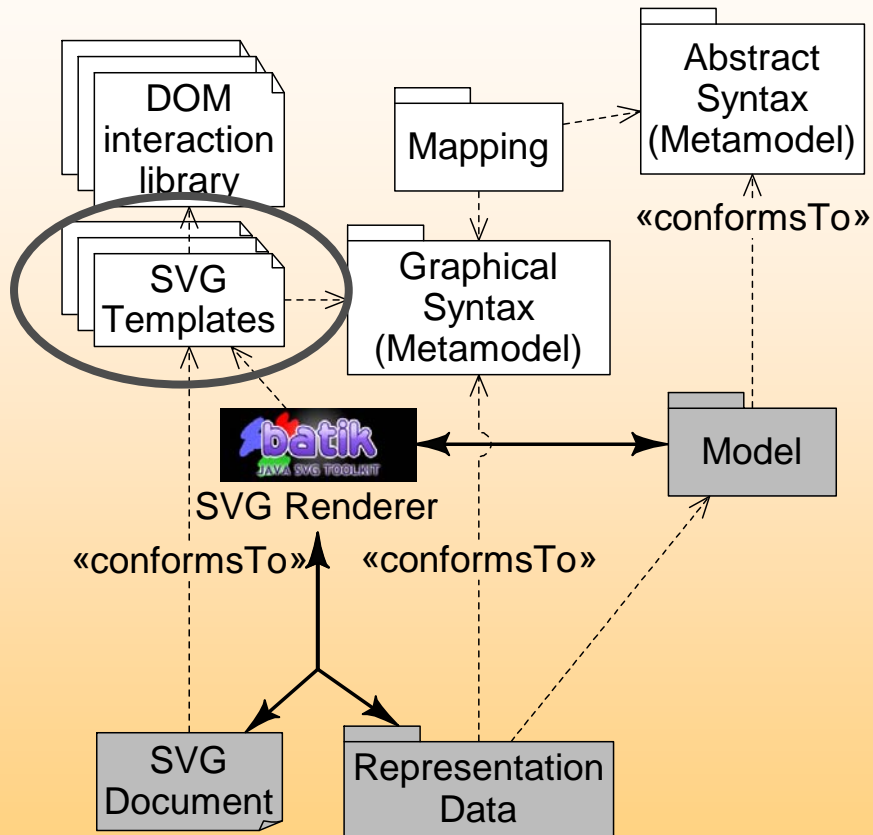 DOM
interaction
library
Mapping
Abstract
Syntax
(Metamodel)
«conformsTo»
SVG
Templates
Graphical
Syntax
(Metamodel)
batik
JAVA SVG TOOLKIT
SVG Renderer
Model
«conformsTo»
«conformsTo»
SVG
Document
Representation
Data